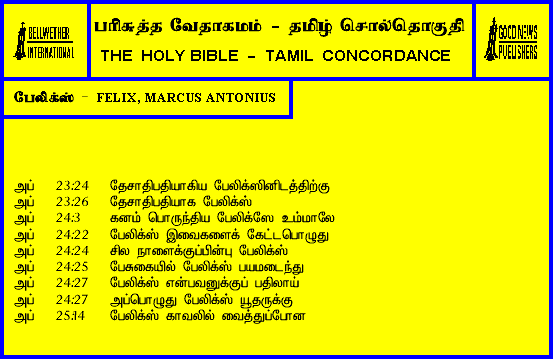 BELLWETHER
INTERNATIONAL
பரிசுத்த வேதாகமம் - தமிழ் சொல்தொகுதி
THE HOLY BIBLE - TAMIL CONCORDANCE
GOOD NEWS
PUBLISHERS
பேலிக்ஸ் - FELIX, MARCUS ANTONIUS
அப் 23:24 தேசாதிபதியாகிய பேலிக்ஸினிடத்திற்கு
அப் 23:26 தேசாதிபதியாக பேலிக்ஸ்
அப் 24:3 கனம் பொருந்திய பேலிக்ஸே உம்மாலே
அப் 24:22 பேலிக்ஸ் இவைகளைக் கேட்டபொழுது
அப் 24:24 சில நாளைக்குப்பின்பு பேலிக்ஸ்
அப் 24:25 பேசுகையில் பேலிக்ஸ் பயமடைந்து
அப் 24:27 பேலிக்ஸ் என்பவனுக்குப் பதிலாய்
அப் 24:27 அப்பொழுது பேலிக்ஸ் யூதருக்கு
அப் 25:14 பேலிக்ஸ் காவலில் வைத்துப்போன